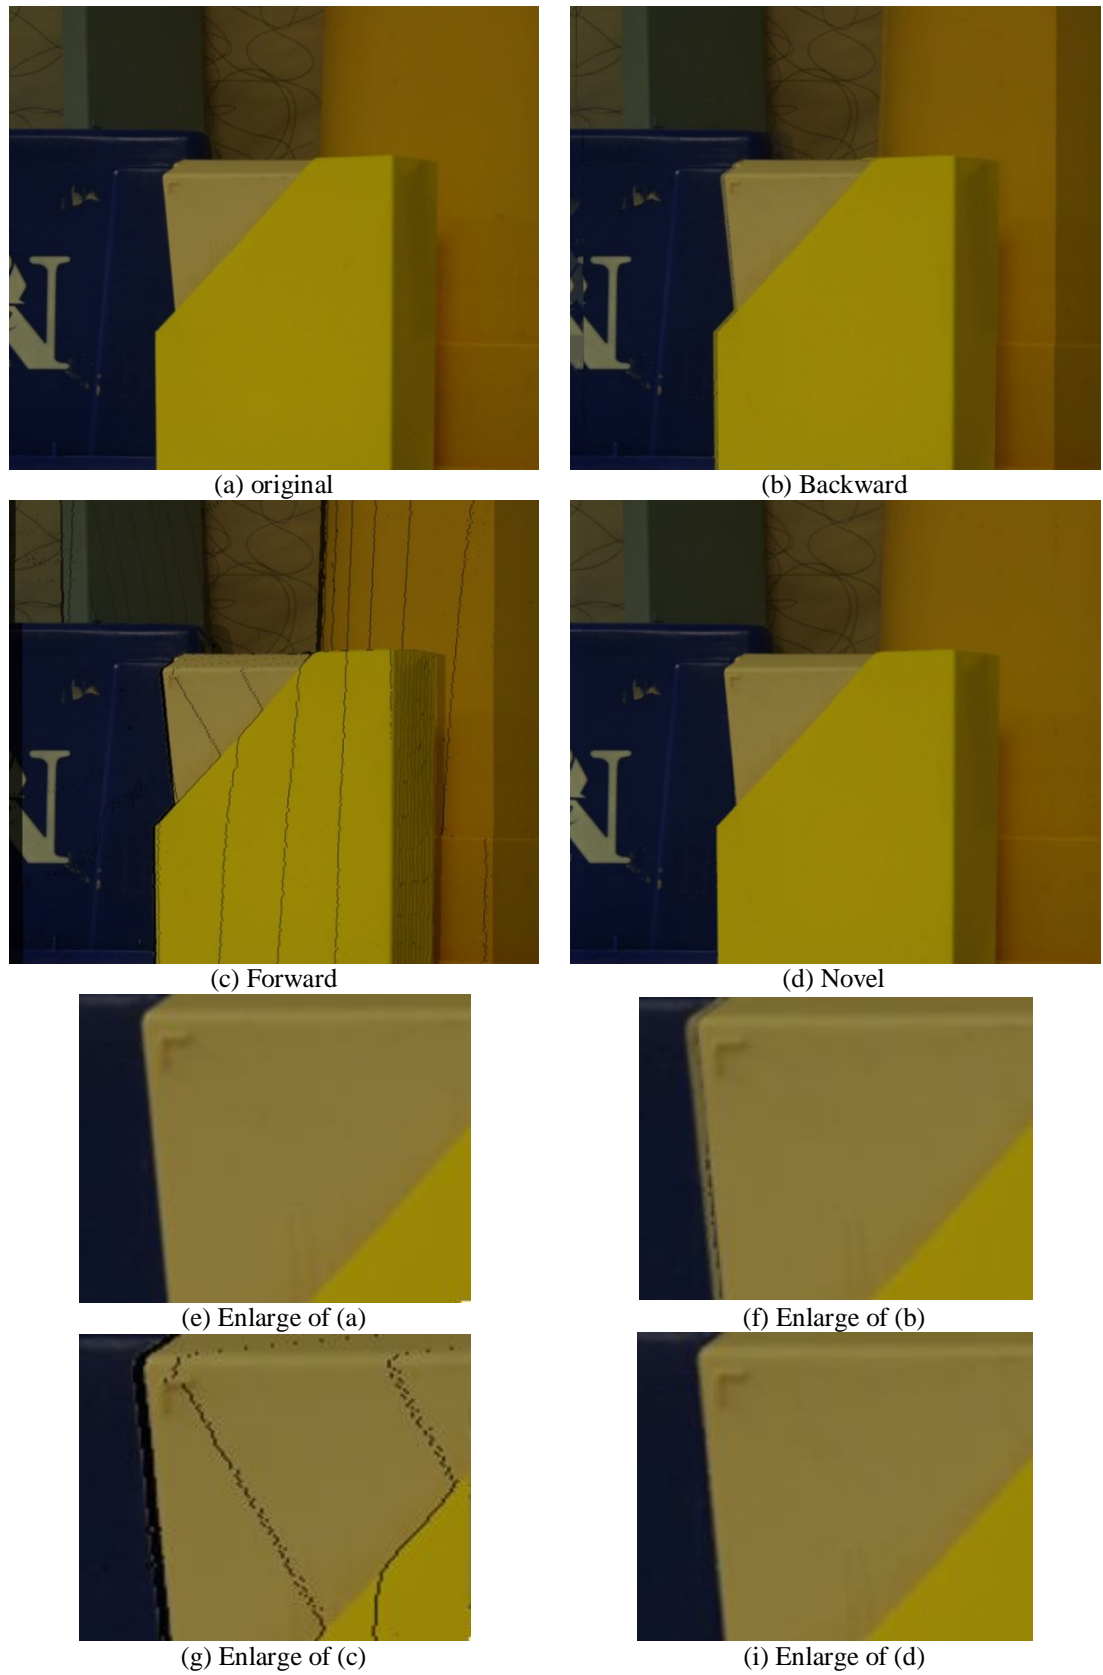 (a) original
(b) Backward
(c) Forward
(d) Novel
(e) Enlarge of (a)
(f) Enlarge of (b)
(g) Enlarge of (c)
(i) Enlarge of (d)